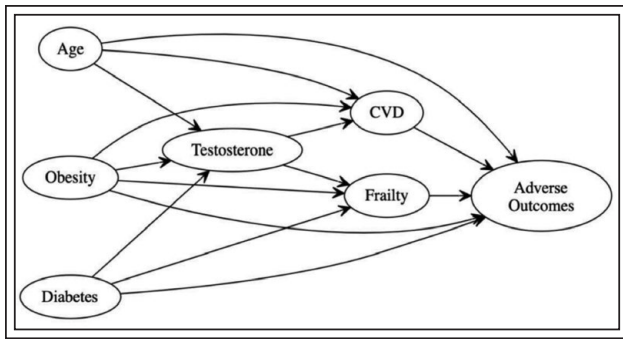 Age
CVD
Testosterone
Obesity
Frailty
Adverse
Outcomes
Diabetes